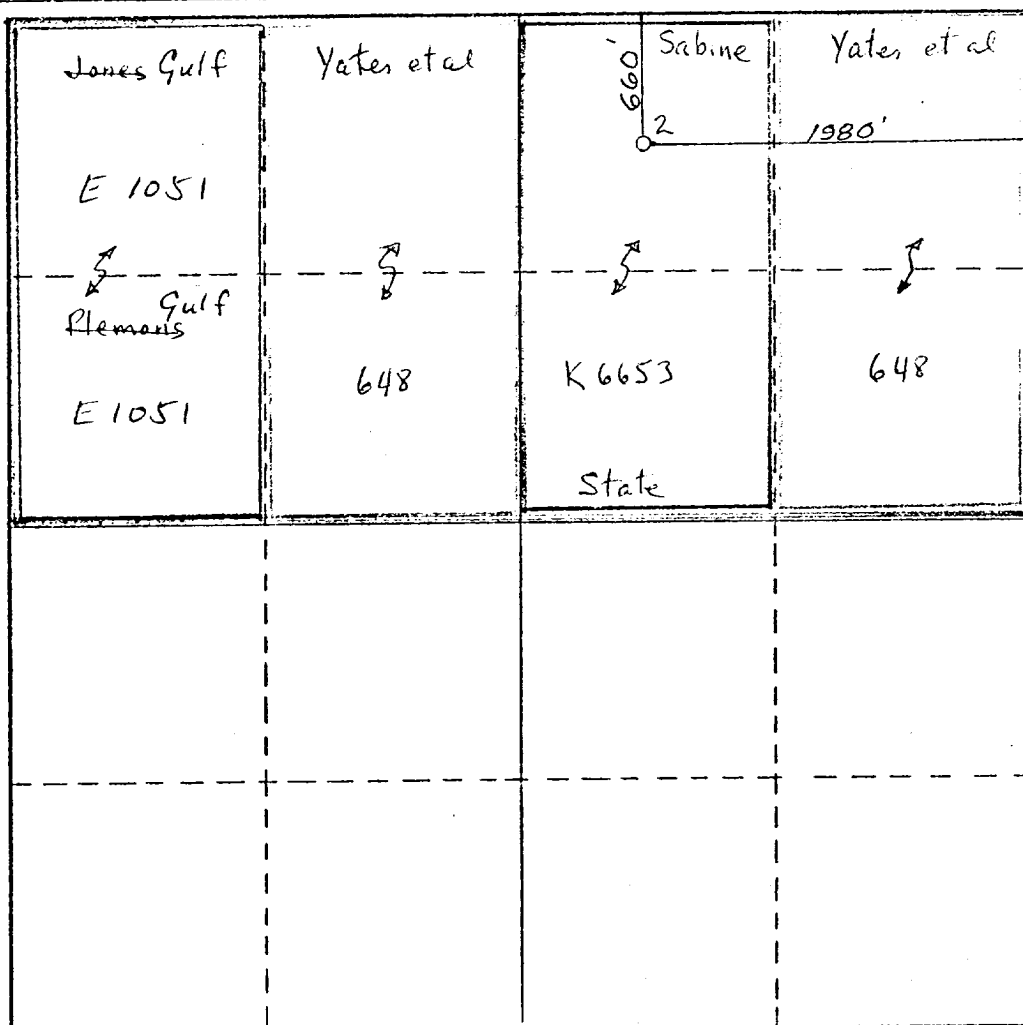 Jones Gulf
E 1051
Gulf
Plemons
E 1051
Yates et al
648
660'
Sabine
2
1980'
K 6653
State
Yates et al
648